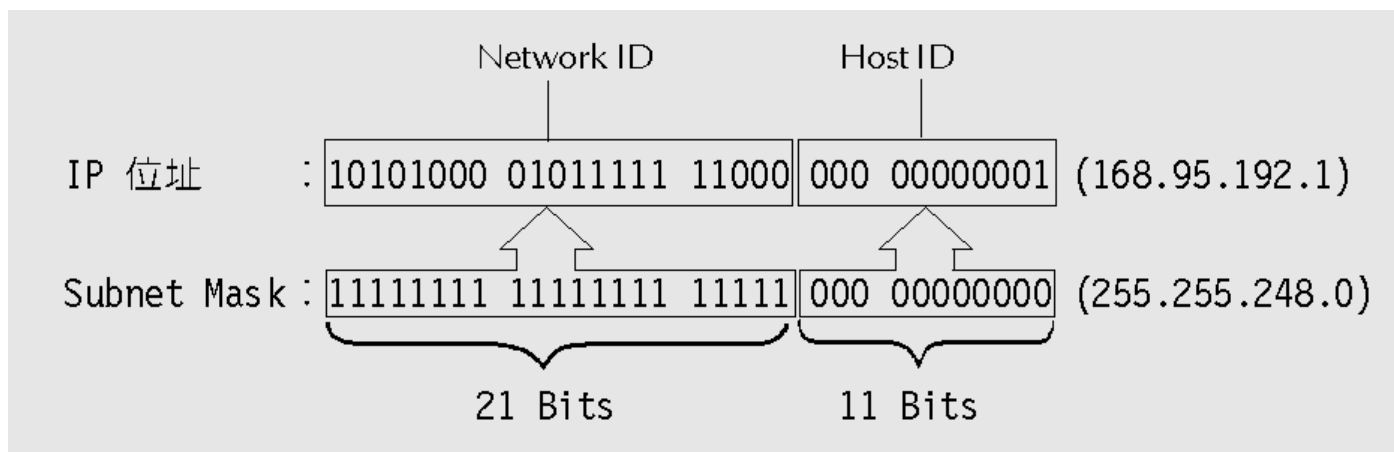 Network ID Host ID
IP 位址 : 10101000 01011111 11000 000 00000001 (168.95.192.1)
Subnet Mask : 11111111 11111111 11111 000 00000000 (255.255.248.0)
21 Bits 11 Bits